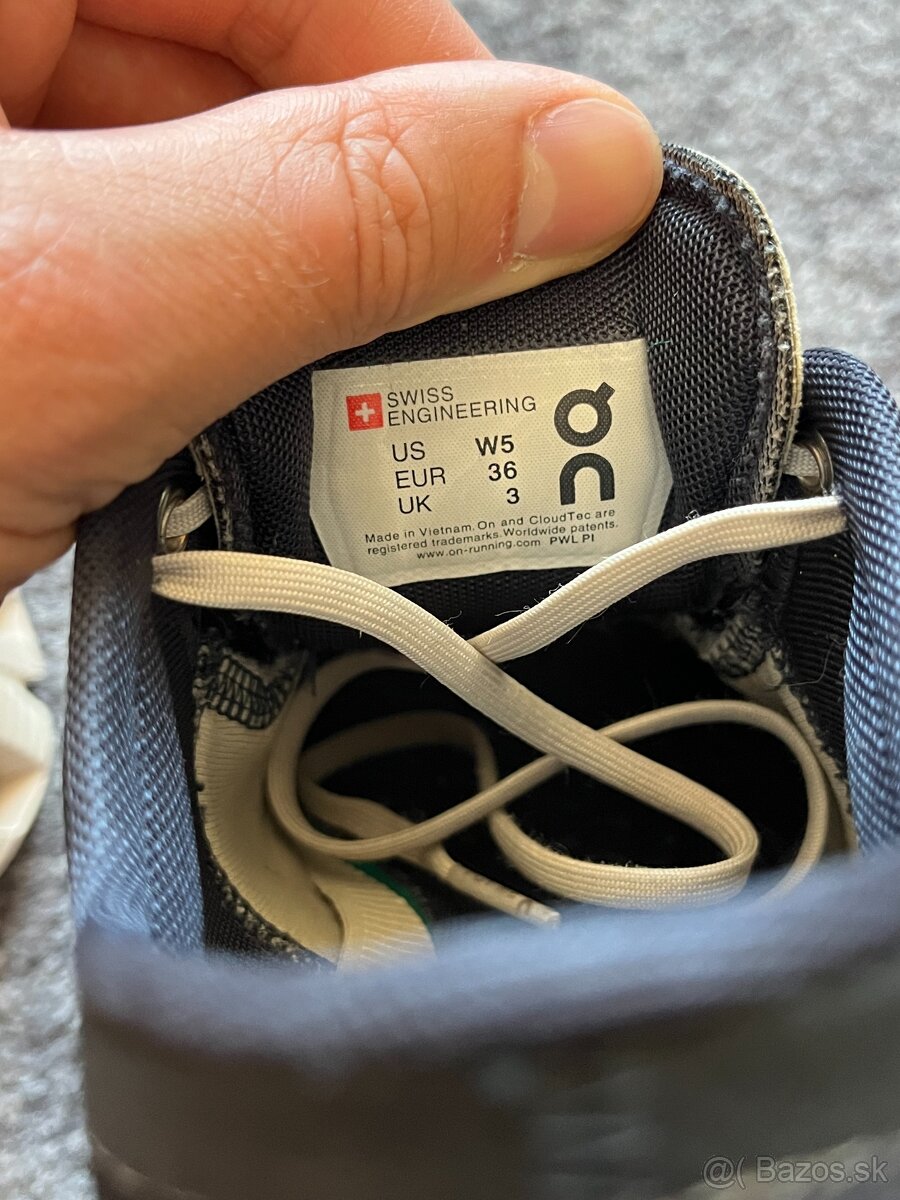 SWISS
ENGINEERING
US W5
EUR 36
UK 3
Made in Vietnam. On and CloudTec are
registered trademarks. Worldwide patents.
www.on-running.com PWL PI
@( Bazos.sk